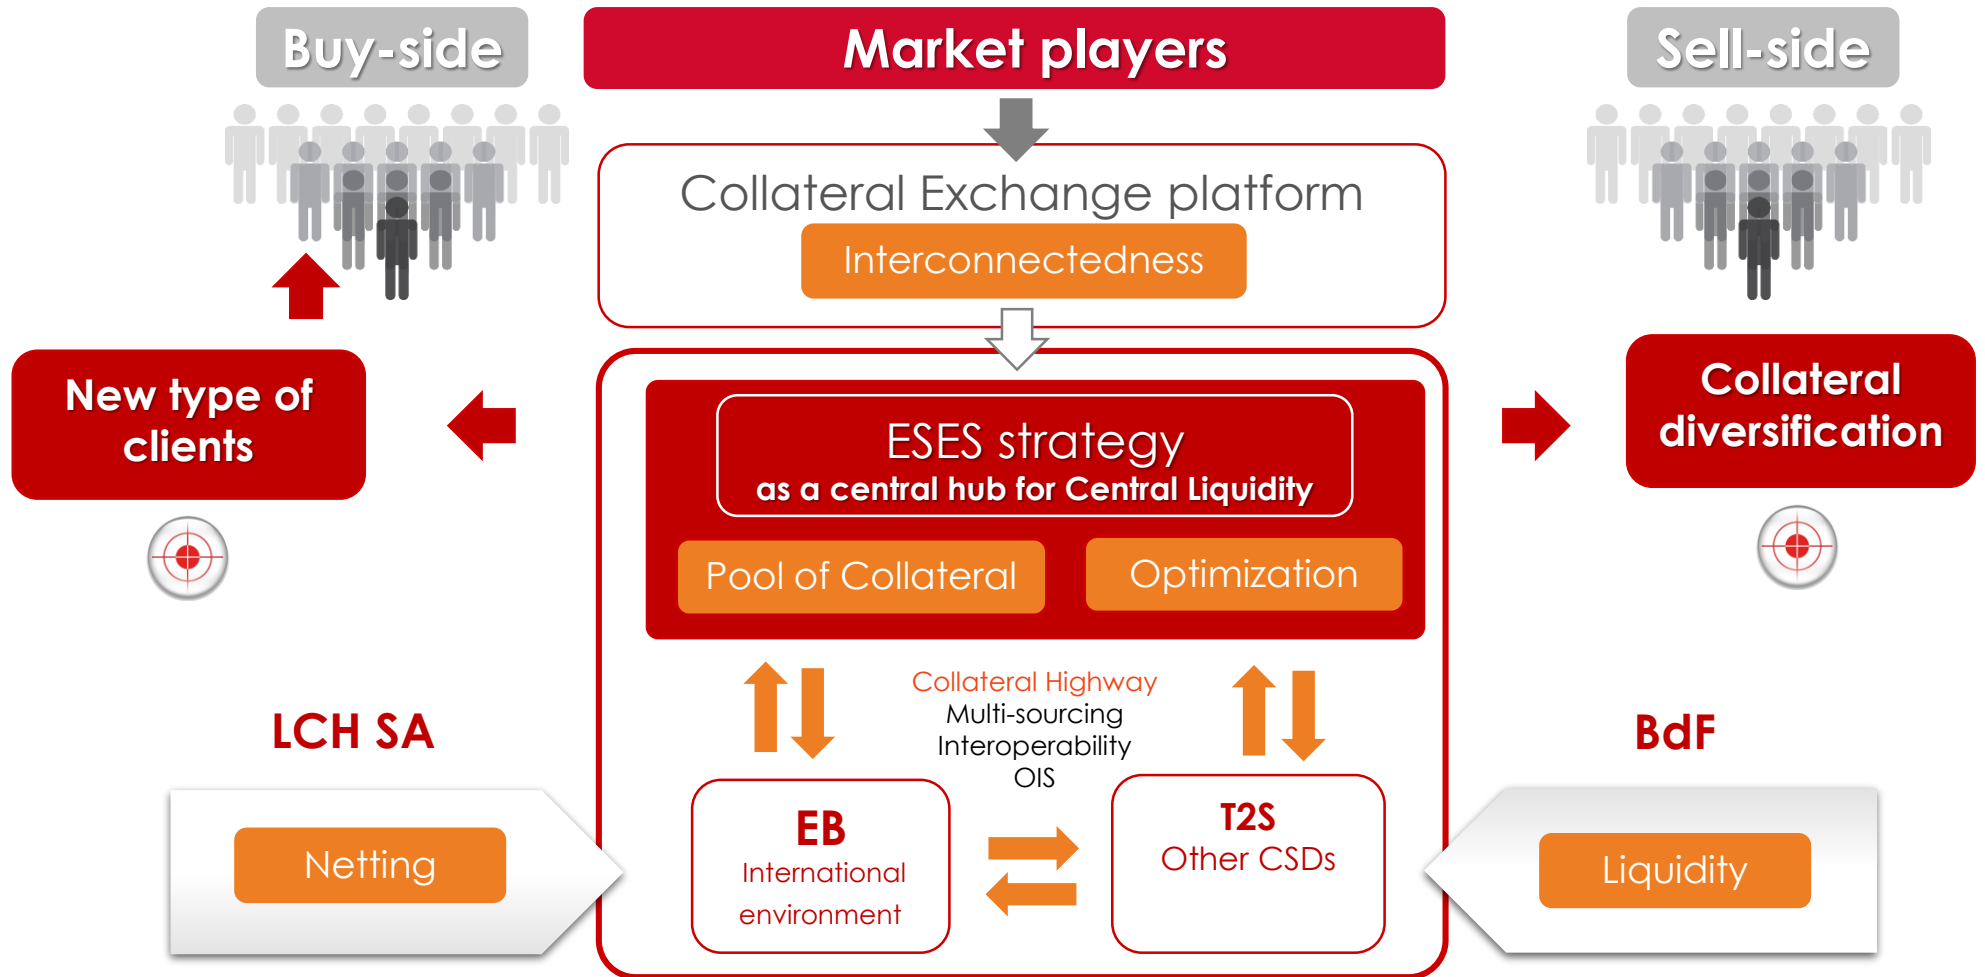 Buy-side
Market players
Sell-side
Collateral Exchange platform
Interconnectedness
New type of
clients
ESES strategy
as a central hub for Central Liquidity
Pool of Collateral
Optimization
Collateral
diversification
Collateral Highway
Multi-sourcing
Interoperability
OIS
LCH SA
Netting
EB
International
environment
T2S
Other CSDs
BdF
Liquidity